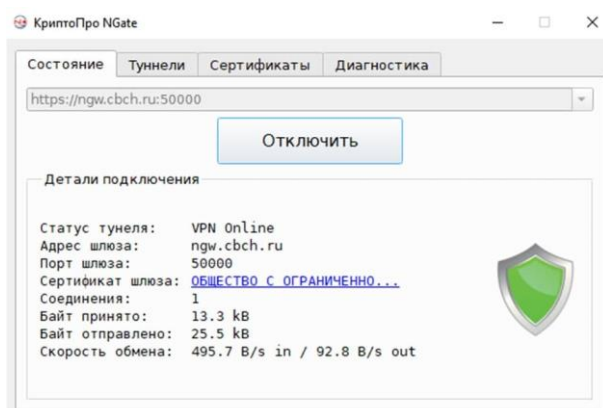 КриптоПро NGate
Состояние Туннели Сертификаты Диагностика
https://ngw.cbch.ru:50000
Отключить
Детали подключения
Статус тунеля: VPN Online
Адрес шлюза: ngw.cbch.ru
Порт шлюза: 50000
Сертификат шлюза: ОБЩЕСТВО С ОГРАНИЧЕННО...
Соединения: 1
Байт принято: 13.3 kB
Байт отправлено: 25.5 kB
Скорость обмена: 495.7 B/s in / 92.8 B/s out